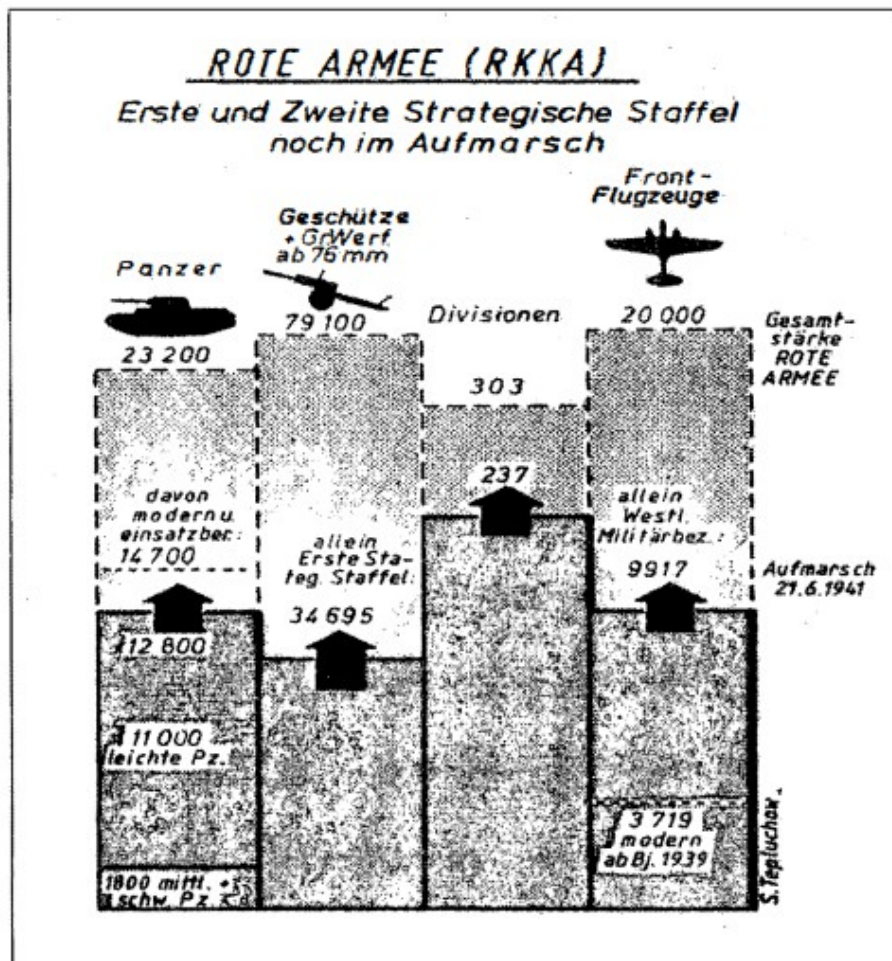 ROTE ARMEE (RKKA)
Erste und Zweite Strategische Staffel
noch im Aufmarsch
Panzer
23 200
Geschütze
+ Gr.Werf.
ab 76 mm
79 100
Divisionen
303
Front-
Flugzeuge
20 000
Gesamt-
stärke
ROTE
ARMEE
davon
modern u.
einsatzber.:
14 700
allein
Erste Stra-
teg. Staffel:
34 695
237
allein
Westl.
Militärbez.:
9917
Aufmarsch
21.6.1941
12 800
11 000
leichte Pz.
1800 mittl. +
schw. Pz
3 719
modern
ab Bj. 1939
S. Tepluchow.